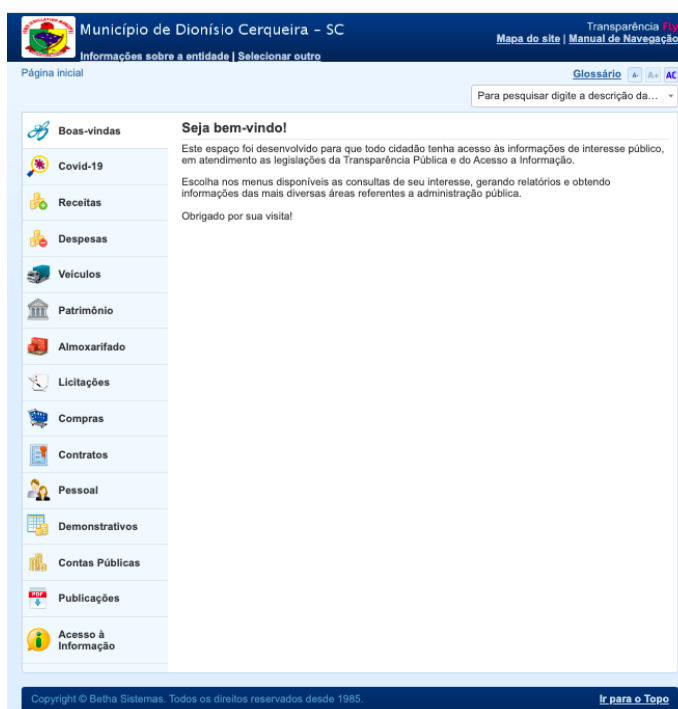 Município de Dionísio Cerqueira - SC
Transparência Fly
Mapa do site | Manual de Navegação
Informações sobre a entidade | Selecionar outro
Página inicial
Glossário A- A+ AC
Para pesquisar digite a descrição da...
Boas-vindas
Covid-19
Receitas
Despesas
Veículos
Patrimônio
Almoxarifado
Licitações
Compras
Contratos
Pessoal
Demonstrativos
Contas Públicas
PDF
Publicações
Acesso à
Informação
Seja bem-vindo!
Este espaço foi desenvolvido para que todo cidadão tenha acesso às informações de interesse público,
em atendimento as legislações da Transparência Pública e do Acesso a Informação.
Escolha nos menus disponíveis as consultas de seu interesse, gerando relatórios e obtendo
informações das mais diversas áreas referentes a administração pública.
Obrigado por sua visita!
Copyright © Betha Sistemas. Todos os direitos reservados desde 1985.
Ir para o Topo